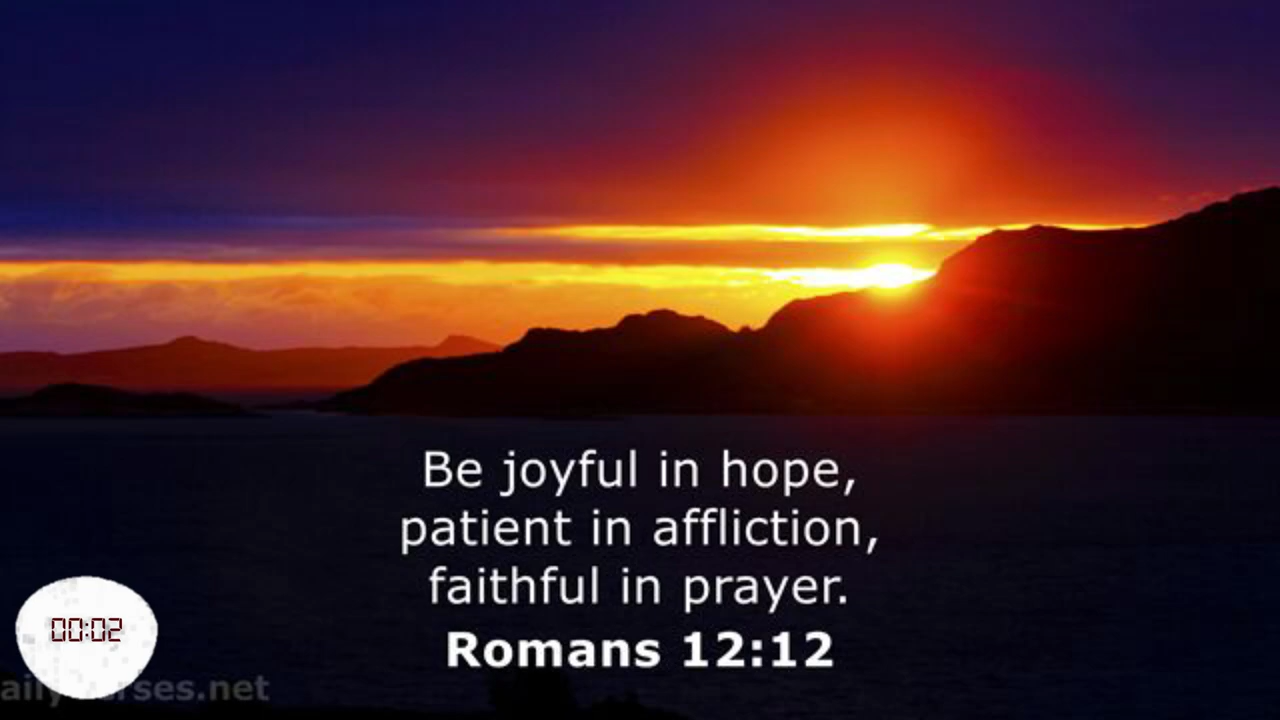 Be joyful in hope,
patient in affliction,
faithful in prayer.
Romans 12:12
00:02